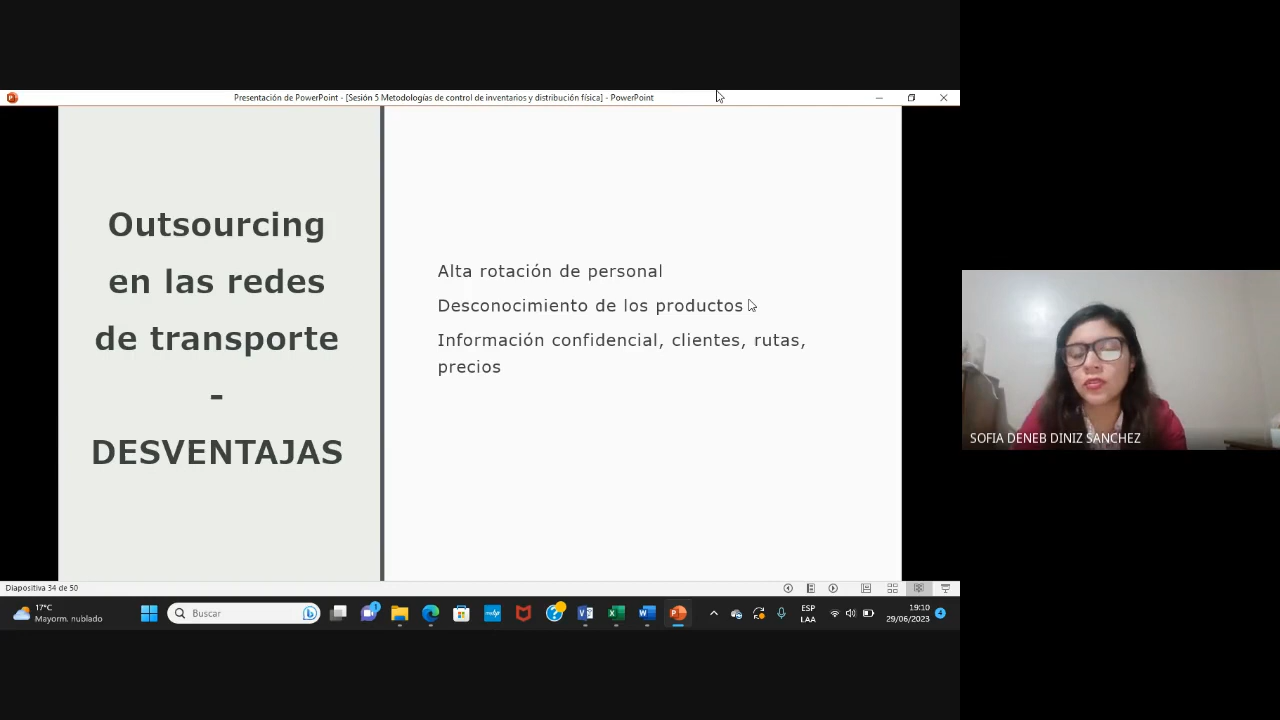 Presentación de PowerPoint - [Sesión 5 Metodologías de control de inventarios y distribución física] - PowerPoint
Outsourcing
en las redes
de transporte
-
DESVENTAJAS
Alta rotación de personal
Desconocimiento de los productos
Información confidencial, clientes, rutas,
precios
SOFIA DENEB DINIZ SANCHEZ
Diapositiva 34 de 50
17°C
Mayorm. nublado
Buscar
ESP
LAA
19:10
29/06/2023